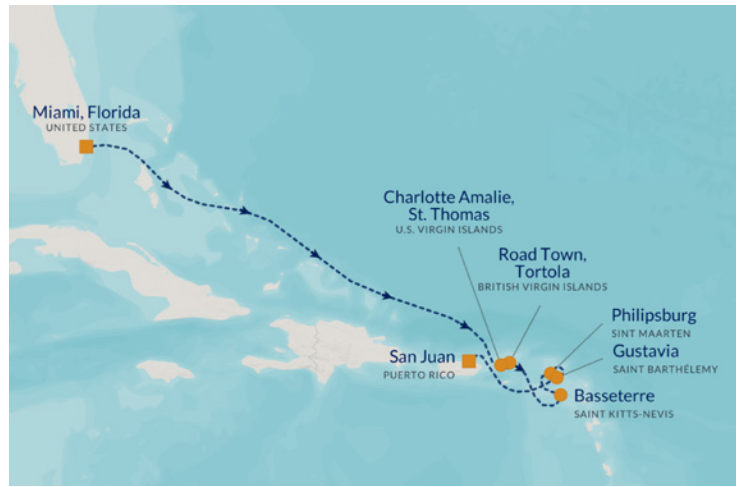 Miami, Florida
UNITED STATES
Charlotte Amalie,
St. Thomas
U.S. VIRGIN ISLANDS
Road Town,
Tortola
BRITISH VIRGIN ISLANDS
Philipsburg
SINT MAARTEN
San Juan
PUERTO RICO
Gustavia
SAINT BARTHÉLEMY
Basseterre
SAINT KITTS-NEVIS